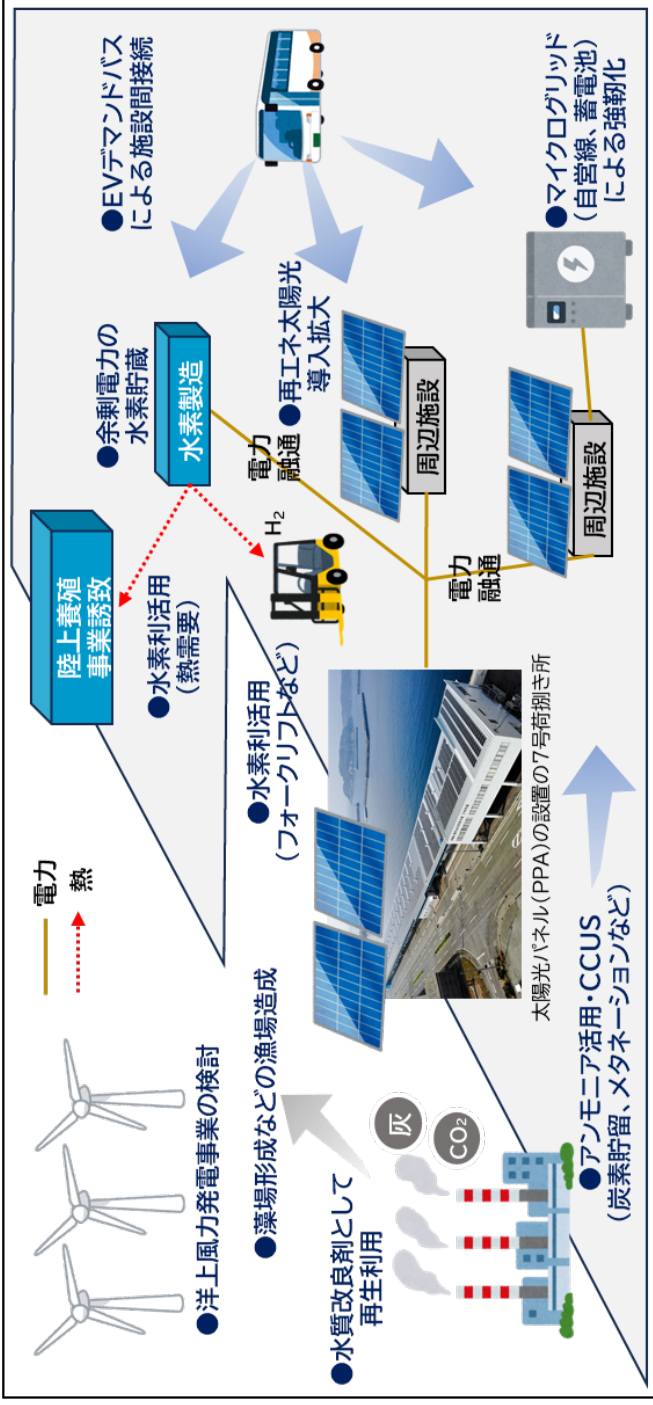 電力
熱
●洋上風力発電事業の検討
●藻場形成などの漁場造成
●水質改良剤として
再生利用
灰
CO₂
●アンモニア活用・CCUS
(炭素貯留、メタネーションなど)
陸上養殖
事業誘致
●水素利活用
(熱需要)
●水素利活用
(フォークリフトなど)
H₂
太陽光パネル(PPA)の設置の7号荷捌き所
●余剰電力の
水素貯蔵
水素製造
電力
融通
●再エネ太陽光
導入拡大
周辺施設
電力
融通
周辺施設
●EVデマンドバス
による施設間接続
●マイクログリッド
(自営線、蓄電池)
による強靭化